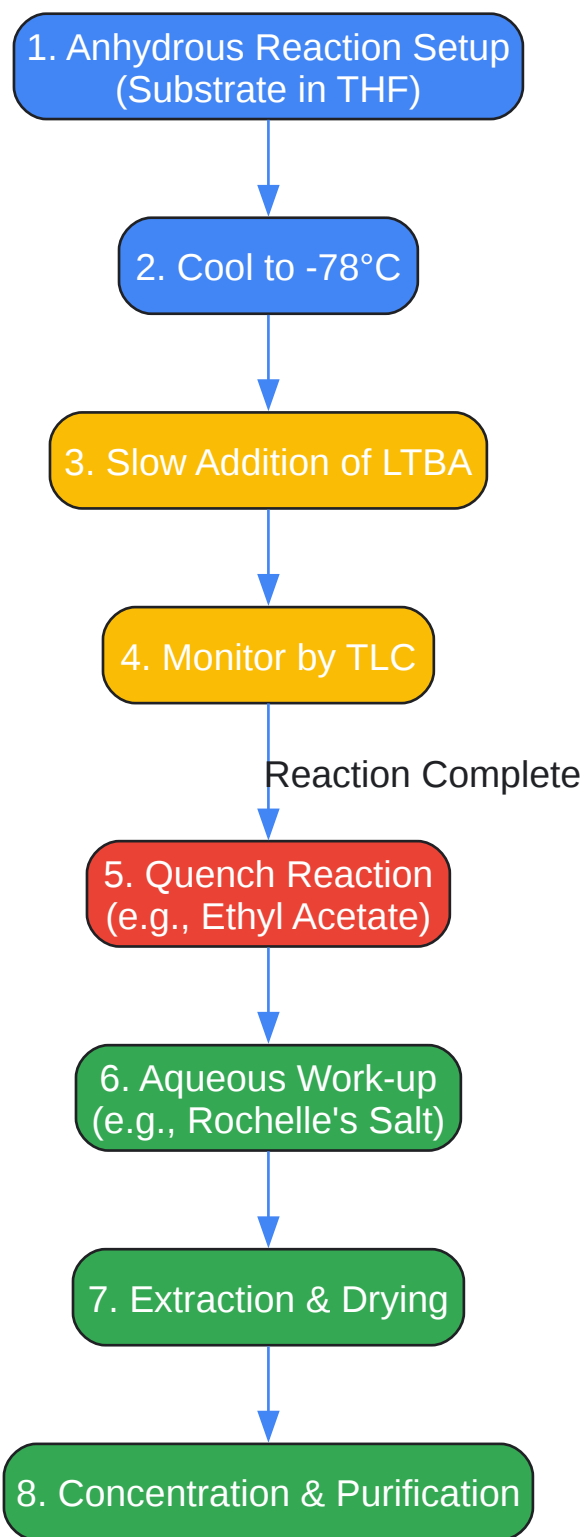 1. Anhydrous Reaction Setup
(Substrate in THF)
2. Cool to -78°C
3. Slow Addition of LTBA
4. Monitor by TLC
Reaction Complete
5. Quench Reaction
(e.g., Ethyl Acetate)
6. Aqueous Work-up
(e.g., Rochelle's Salt)
7. Extraction & Drying
8. Concentration & Purification